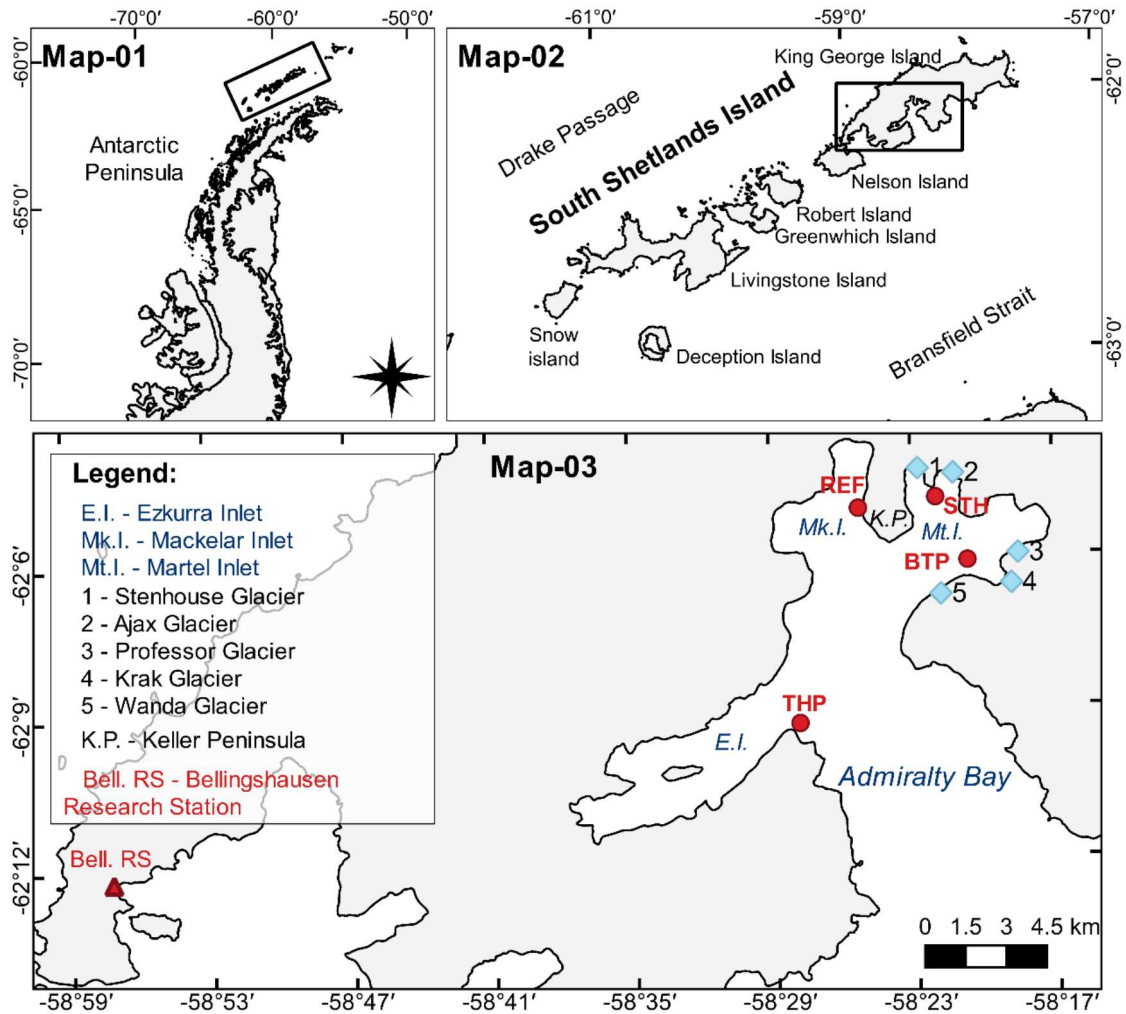 -70°0'
-60°0'
-50°0'
Map-01
-60°0'
-65°0'
-70°0'
Antarctic
Peninsula
-61°0'
-59°0'
-57°0'
Map-02
King George Island
-62°0'
Drake Passage
South Shetlands Island
Nelson Island
Robert Island
Greenwhich Island
Livingstone Island
Snow
island
Deception Island
Bransfield Strait
-63°0'
Map-03
Legend:
E.I. - Ezkurra Inlet
Mk.I. - Mackelar Inlet
Mt.I. - Martel Inlet
1 - Stenhouse Glacier
2 - Ajax Glacier
3 - Professor Glacier
4 - Krak Glacier
5 - Wanda Glacier
K.P. - Keller Peninsula
Bell. RS - Bellingshausen
Research Station
REF
1
2
STH
Mk.I.
K.P.
Mt.I.
BTP
3
4
5
THP
E.I.
Admiralty Bay
Bell. RS
-62°6'
-62°9'
-62°12'
0 1.5 3 4.5 km
-58°59'
-58°53'
-58°47'
-58°41'
-58°35'
-58°29'
-58°23'
-58°17'